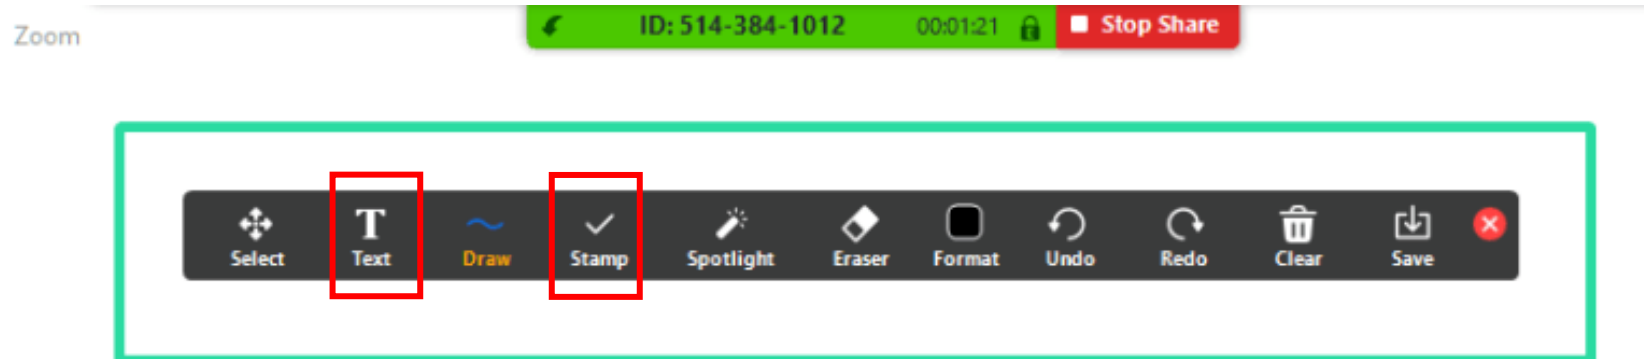 Zoom
ID: 514-384-1012 00:01:21 Stop Share
Select Text Draw Stamp Spotlight Eraser Format Undo Redo Clear Save